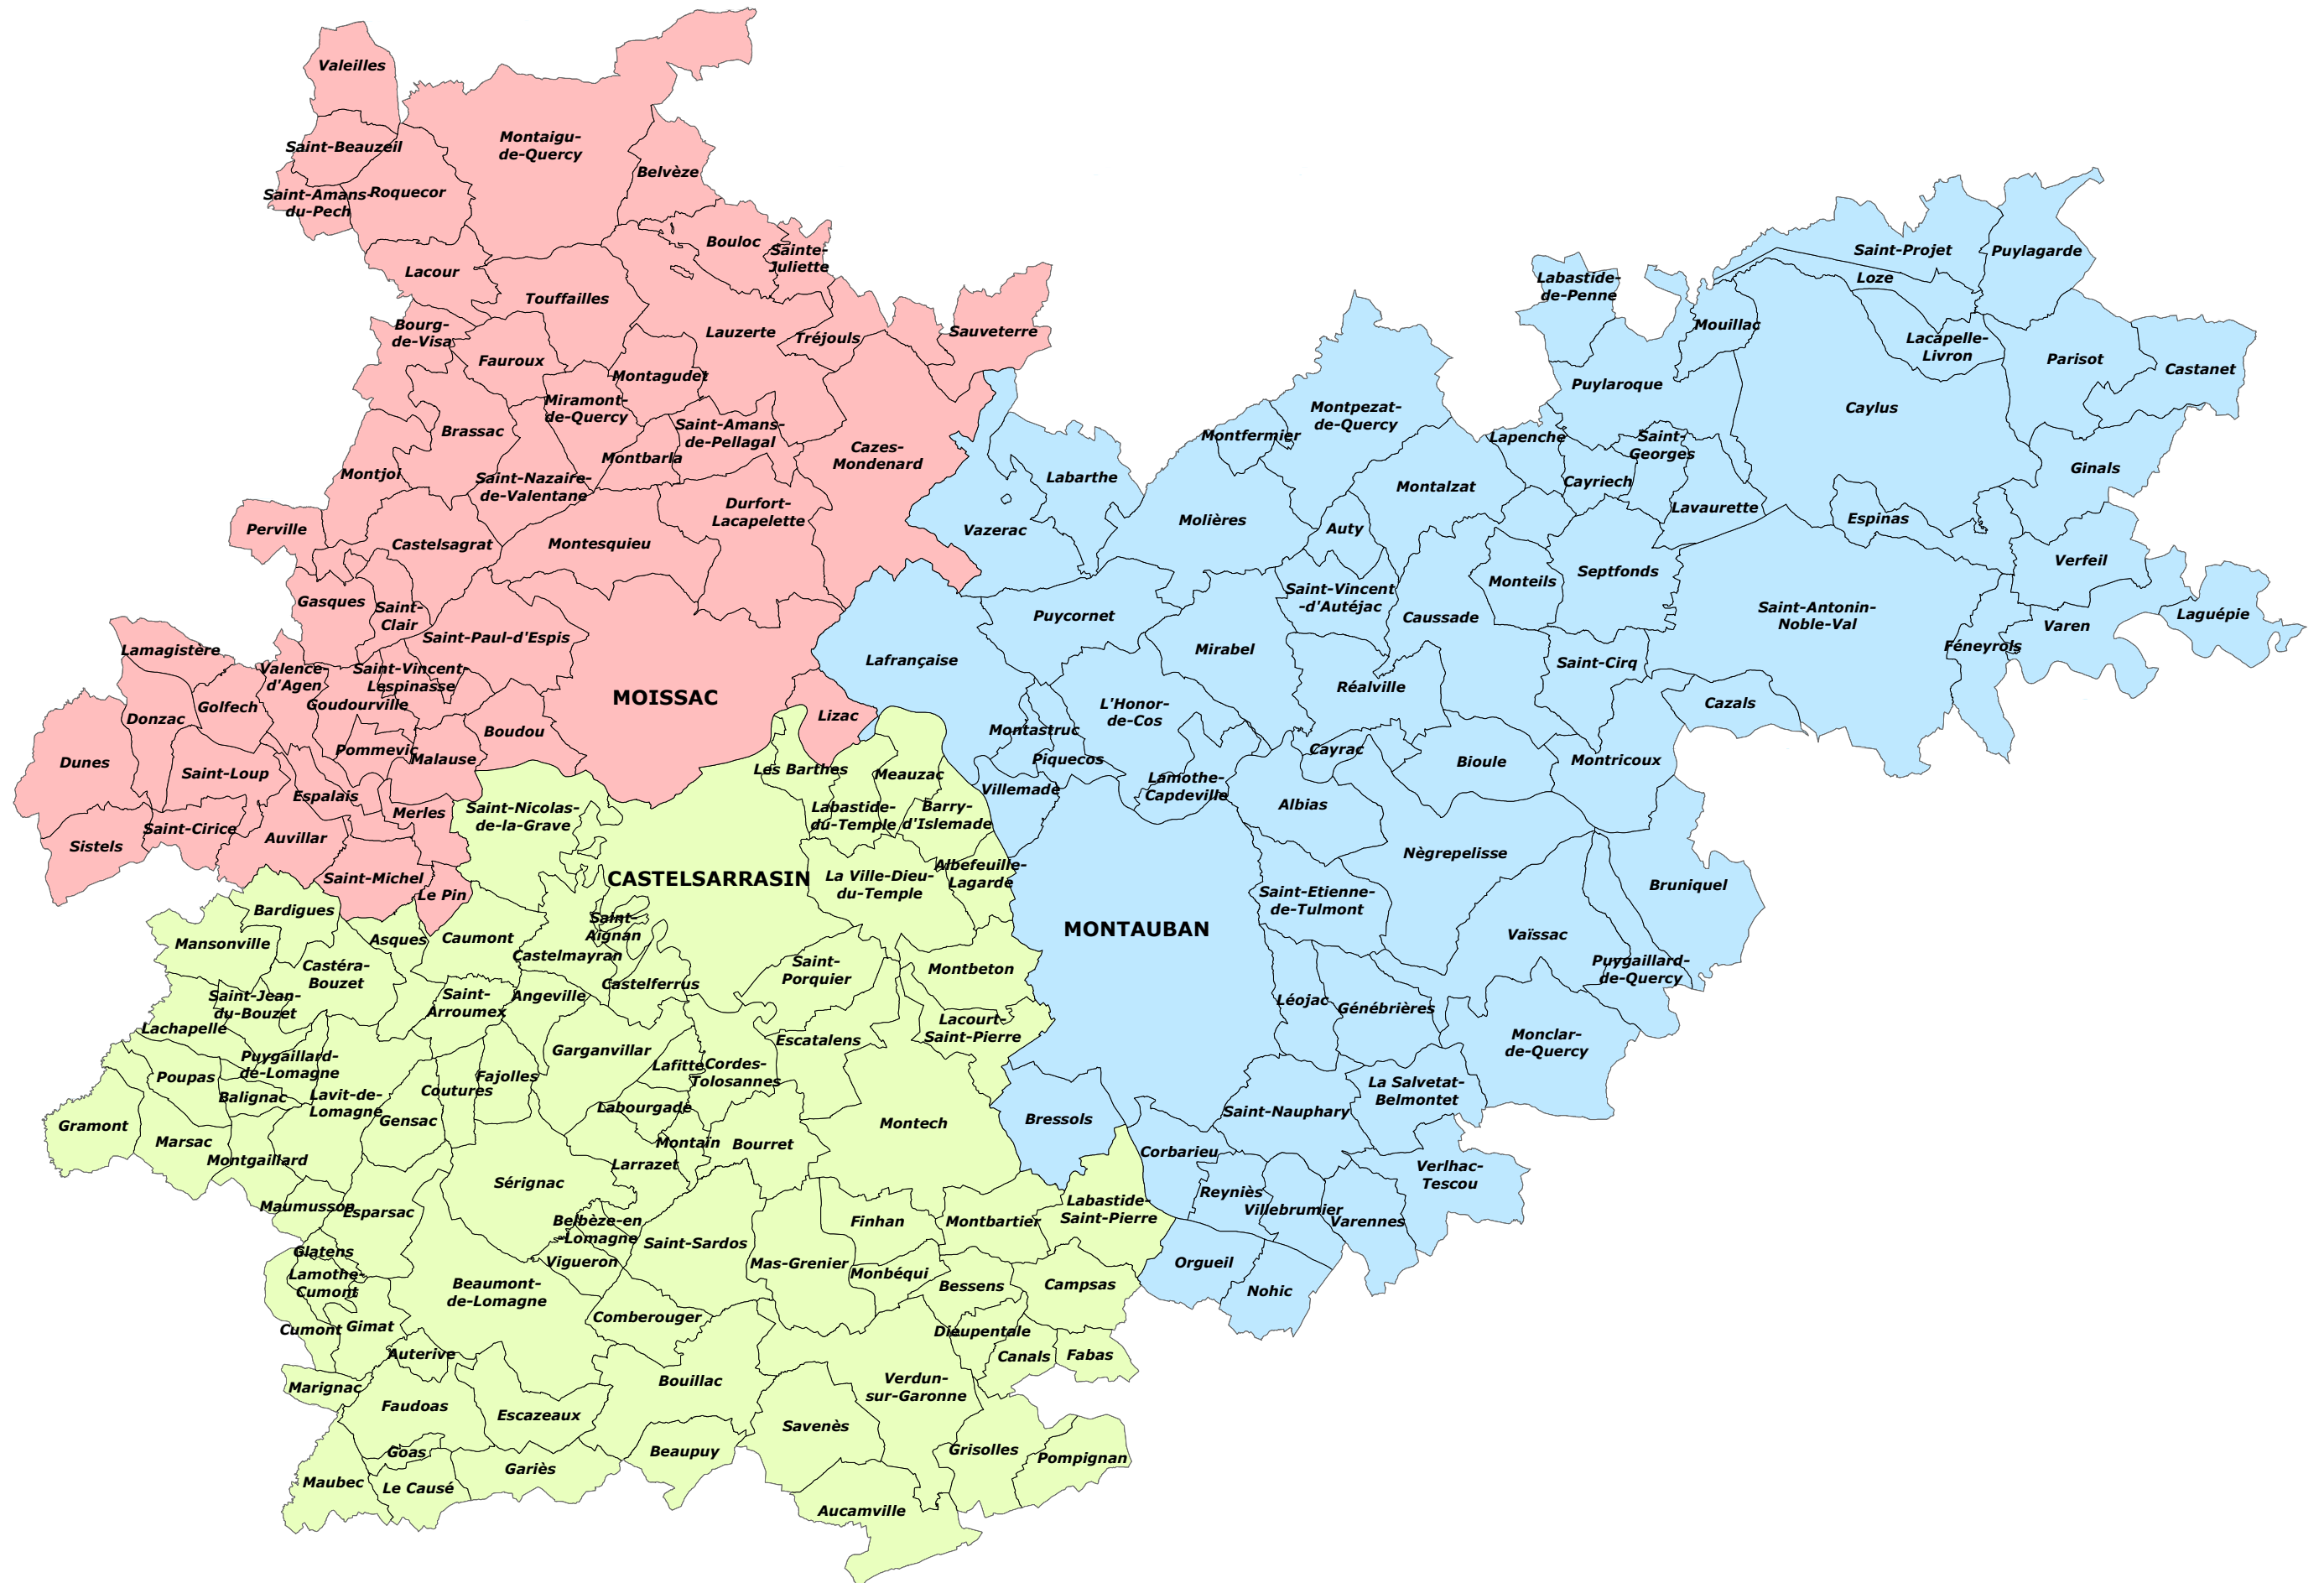 Valeilles
Saint-Beauzeil
Saint-Amans-
du-Pech
Roquecor
Montaigu-
de-Quercy
Belvèze
Bouloc
Sainte-
Juliette
Lacour
Touffailles
Bourg-
de-Visa
Fauroux
Lauzerte
Tréjouls
Sauveterre
Montagudet
Miramont-
de-Quercy
Brassac
Saint-Amans-
de-Pellagal
Montbarla
Cazes-
Mondenard
Montjoi
Saint-Nazaire-
de-Valentane
Durfort-
Lacapelette
Perville
Castelsagrat
Montesquieu
Gasques
Saint-
Clair
Saint-Paul-d'Espis
Lamagistère
Valence-
d'Agen
Saint-Vincent-
Lespinasse
Goudourville
Golfech
Donzac
MOISSAC
Lizac
Boudou
Pommevic
Malause
Dunes
Saint-Loup
Espalais
Merles
Saint-Cirice
Auvillar
Sistels
Saint-Michel
Le Pin
Labastide-
de-Penne
Saint-Projet
Puylagarde
Loze
Mouillac
Lacapelle-
Livron
Parisot
Castanet
Puylaroque
Caylus
Montpezat-
de-Quercy
Montfermier
Lapenche
Saint-
Georges
Ginals
Labarthe
Montalzat
Cayriech
Lavaurette
Espinas
Vazerac
Molières
Auty
Verfeil
Monteils
Septfonds
Saint-Vincent
-d'Autéjac
Caussade
Saint-Antonin-
Noble-Val
Varen
Laguépie
Féneyrols
Puycornet
Mirabel
Lafrançaise
Saint-Cirq
Réalville
Cazals
L'Honor-
de-Cos
Montastruc
Piquecos
Cayrac
Bioule
Montricoux
Villemade
Lamothe-
Capdeville
Albias
Nègrepelisse
Bruniquel
Saint-Etienne-
de-Tulmont
MONTAUBAN
Vaïssac
Puygaillard-
de-Quercy
Léojac
Génébrières
Monclar-
de-Quercy
La Salvetat-
Belmontet
Bressols
Saint-Nauphary
Corbarieu
Verlhac-
Tescou
Reyniès
Villebrumier
Varennes
Orgueil
Nohic
Les Barthes
Meauzac
Saint-Nicolas-
de-la-Grave
Labastide-
du-Temple
Barry-
d'Islemade
CASTELSARRASIN
La Ville-Dieu-
du-Temple
Albefeuille-
Lagarde
Bardigues
Mansonville
Asques
Caumont
Saint-
Aignan
Castelmayran
Castéra-
Bouzet
Castelferrus
Saint-
Porquier
Montbeton
Saint-Jean-
du-Bouzet
Saint-
Arroumex
Angeville
Lachapelle
Lacourt-
Saint-Pierre
Escatalens
Garganvillar
Puygaillard-
de-Lomagne
Lafitte
Cordes-
Tolosannes
Poupas
Balignac
Lavit-de-
Lomagne
Coutures
Fajolles
Labourgade
Gensac
Gramont
Marsac
Montgaillard
Montaïn
Bourret
Montech
Larrazet
Sérignac
Maumusson
Esparsac
Belbèze-en
-Lomagne
Finhan
Montbartier
Labastide-
Saint-Pierre
Saint-Sardos
Glatens
Vigueron
Mas-Grenier
Monbéqui
Lamothe-
Cumont
Beaumont-
de-Lomagne
Bessens
Campsas
Cumont
Gimat
Comberouger
Dieupentale
Auterive
Canals
Fabas
Marignac
Bouillac
Verdun-
sur-Garonne
Faudoas
Escazeaux
Savenès
Goas
Beaupuy
Grisolles
Pompignan
Maubec
Le Causé
Gariès
Aucamville